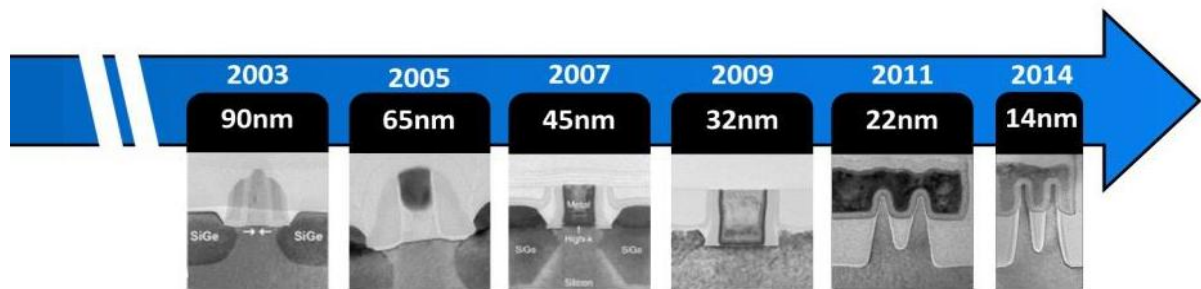 2003 2005 2007 2009 2011 2014
90nm 65nm 45nm 32nm 22nm 14nm
SiGe SiGe
Metal
High-k
SiGe SiGe
Silicon